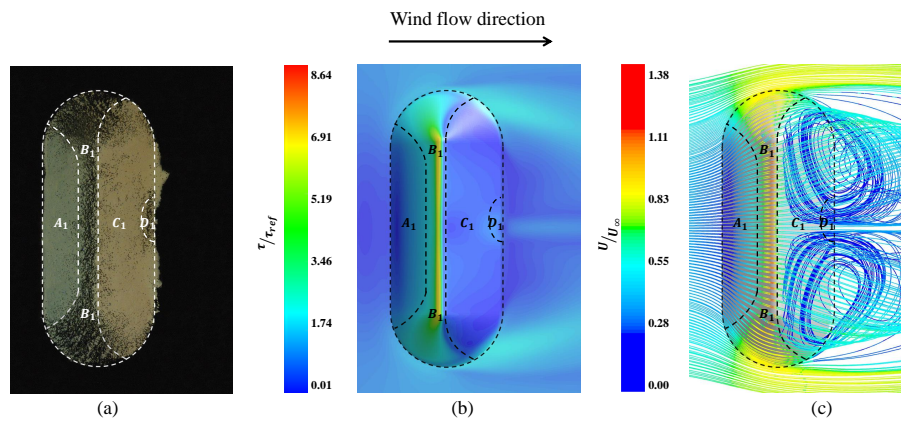 Wind flow direction
A₁
B₁
C₁
D₁
B₁
(a)
τ/τ_ref
8.64
6.91
5.19
3.46
1.74
0.01
A₁
B₁
C₁
D₁
B₁
(b)
U/U∞
1.38
1.11
0.83
0.55
0.28
0.00
A₁
B₁
C₁
D₁
B₁
(c)